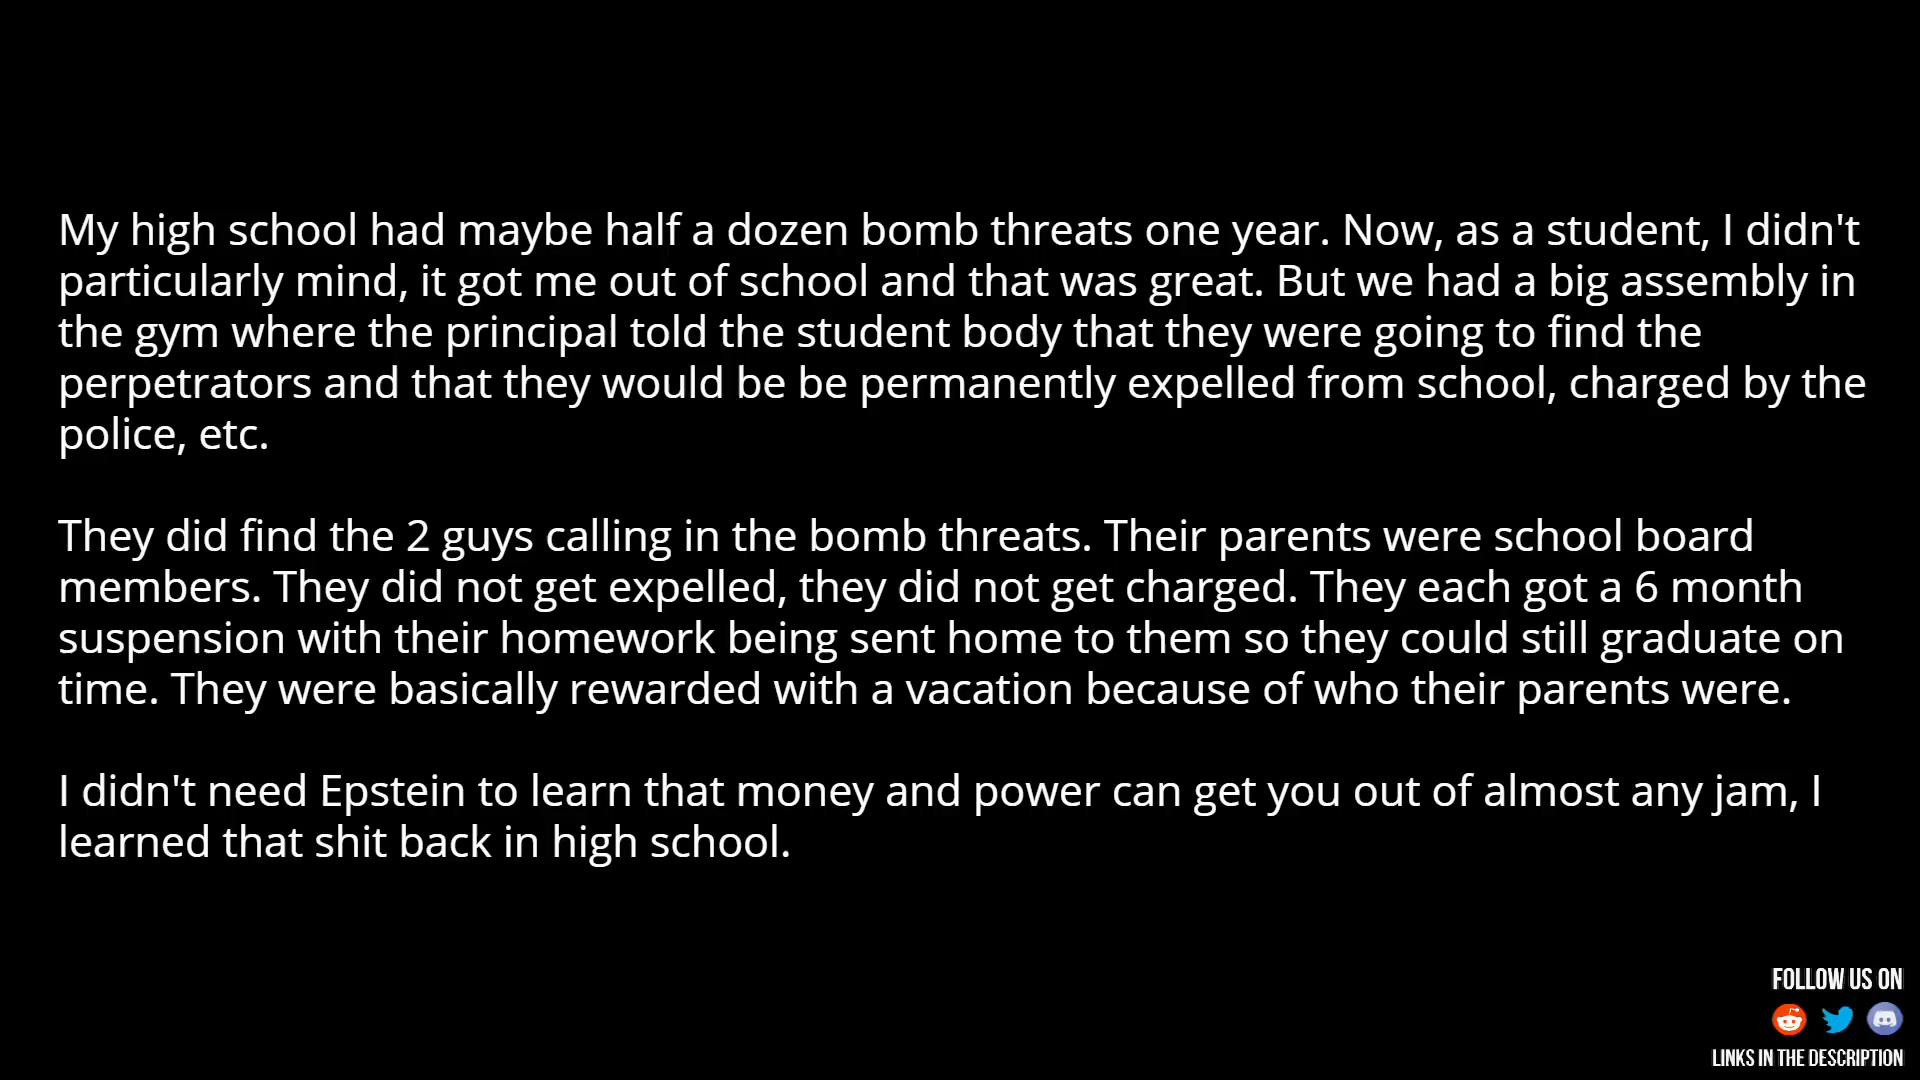 My high school had maybe half a dozen bomb threats one year. Now, as a student, I didn't
particularly mind, it got me out of school and that was great. But we had a big assembly in
the gym where the principal told the student body that they were going to find the
perpetrators and that they would be be permanently expelled from school, charged by the
police, etc.
They did find the 2 guys calling in the bomb threats. Their parents were school board
members. They did not get expelled, they did not get charged. They each got a 6 month
suspension with their homework being sent home to them so they could still graduate on
time. They were basically rewarded with a vacation because of who their parents were.
I didn't need Epstein to learn that money and power can get you out of almost any jam, I
learned that shit back in high school.
FOLLOW US ON
LINKS IN THE DESCRIPTION